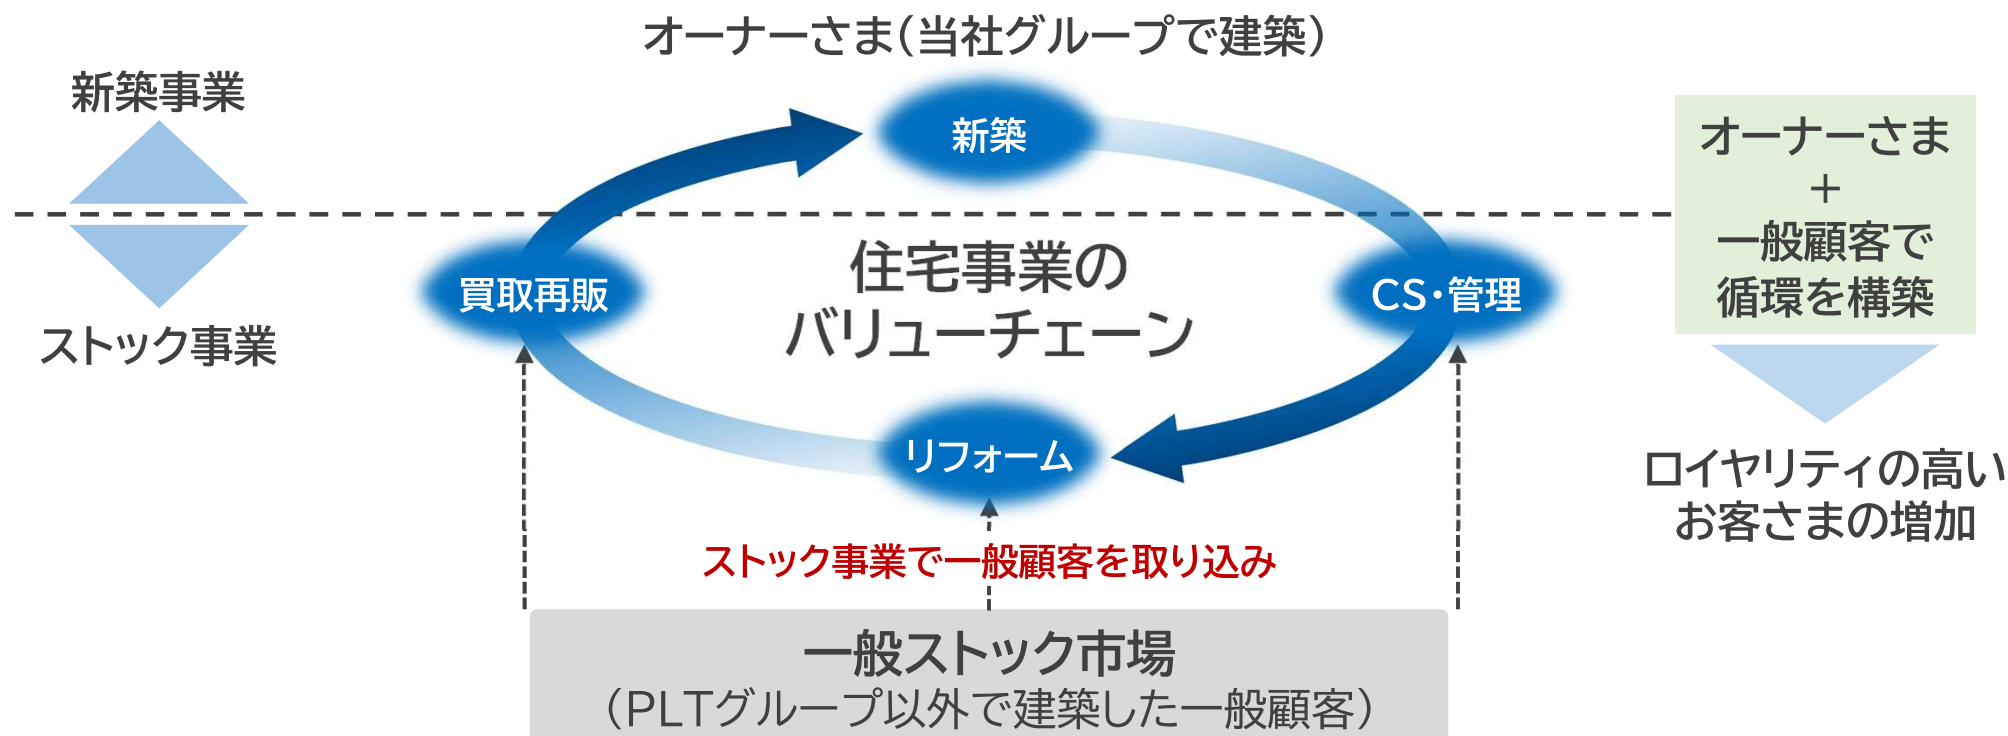 オーナーさま（当社グループで建築）
新築事業
ストック事業
新築
買取再販
住宅事業の
バリューチェーン
CS・管理
リフォーム
ストック事業で一般顧客を取り込み
一般ストック市場
（PLTグループ以外で建築した一般顧客）
オーナーさま
＋
一般顧客で
循環を構築
ロイヤリティの高い
お客さまの増加